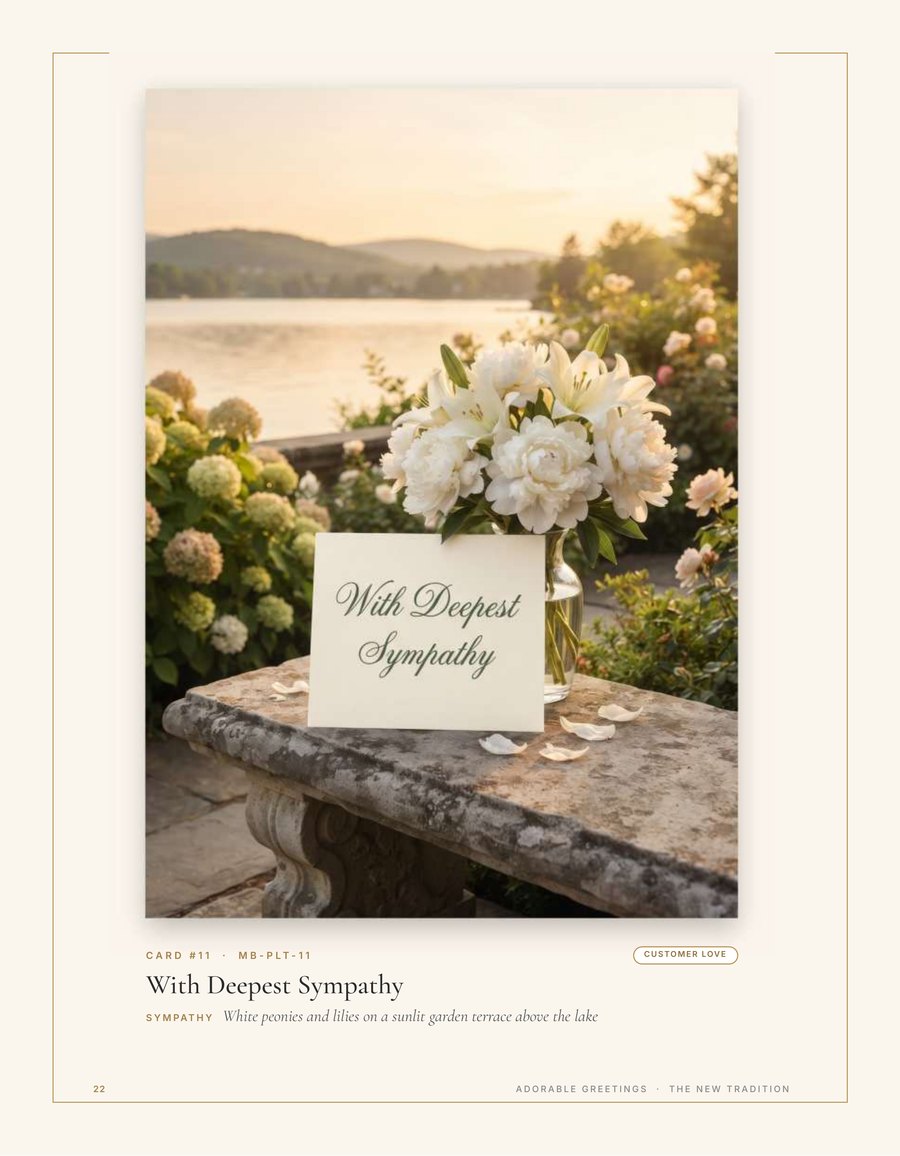 With Deepest
Sympathy
CARD #11 · MB-PLT-11
CUSTOMER LOVE
With Deepest Sympathy
SYMPATHY White peonies and lilies on a sunlit garden terrace above the lake
22
ADORABLE GREETINGS · THE NEW TRADITION